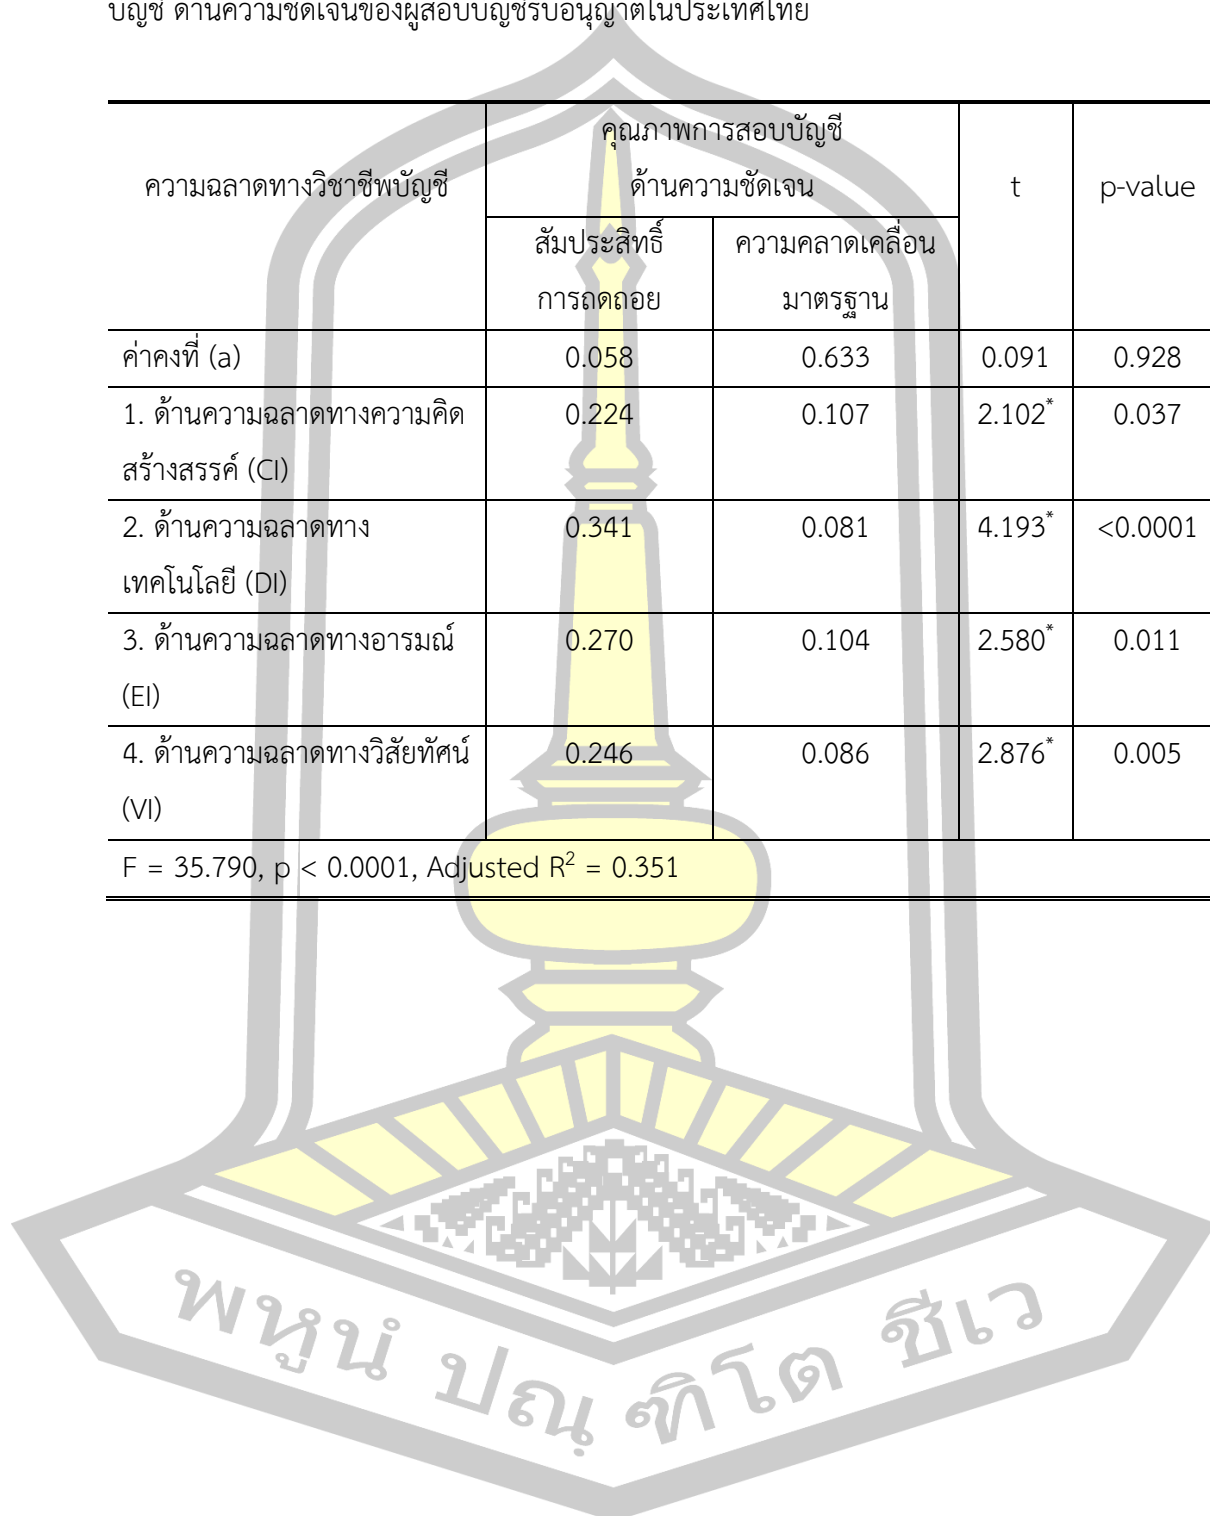 บัญชี ด้านความชัดเจนของผู้สอบบัญชีรับอนุญาตในประเทศไทย
ความฉลาดทางวิชาชีพบัญชี
คุณภาพการสอบบัญชี
ด้านความชัดเจน
t
p-value
สัมประสิทธิ์
การถดถอย
ความคลาดเคลื่อน
มาตรฐาน
ค่าคงที่ (a) 0.058 0.633 0.091 0.928
1. ด้านความฉลาดทางความคิด 0.224 0.107 2.102* 0.037
สร้างสรรค์ (CI)
2. ด้านความฉลาดทาง 0.341 0.081 4.193* <0.0001
เทคโนโลยี (DI)
3. ด้านความฉลาดทางอารมณ์ 0.270 0.104 2.580* 0.011
(EI)
4. ด้านความฉลาดทางวิสัยทัศน์ 0.246 0.086 2.876* 0.005
(VI)
F = 35.790, p < 0.0001, Adjusted R² = 0.351
พหูนํ ปณฺฑิโต ชีเว